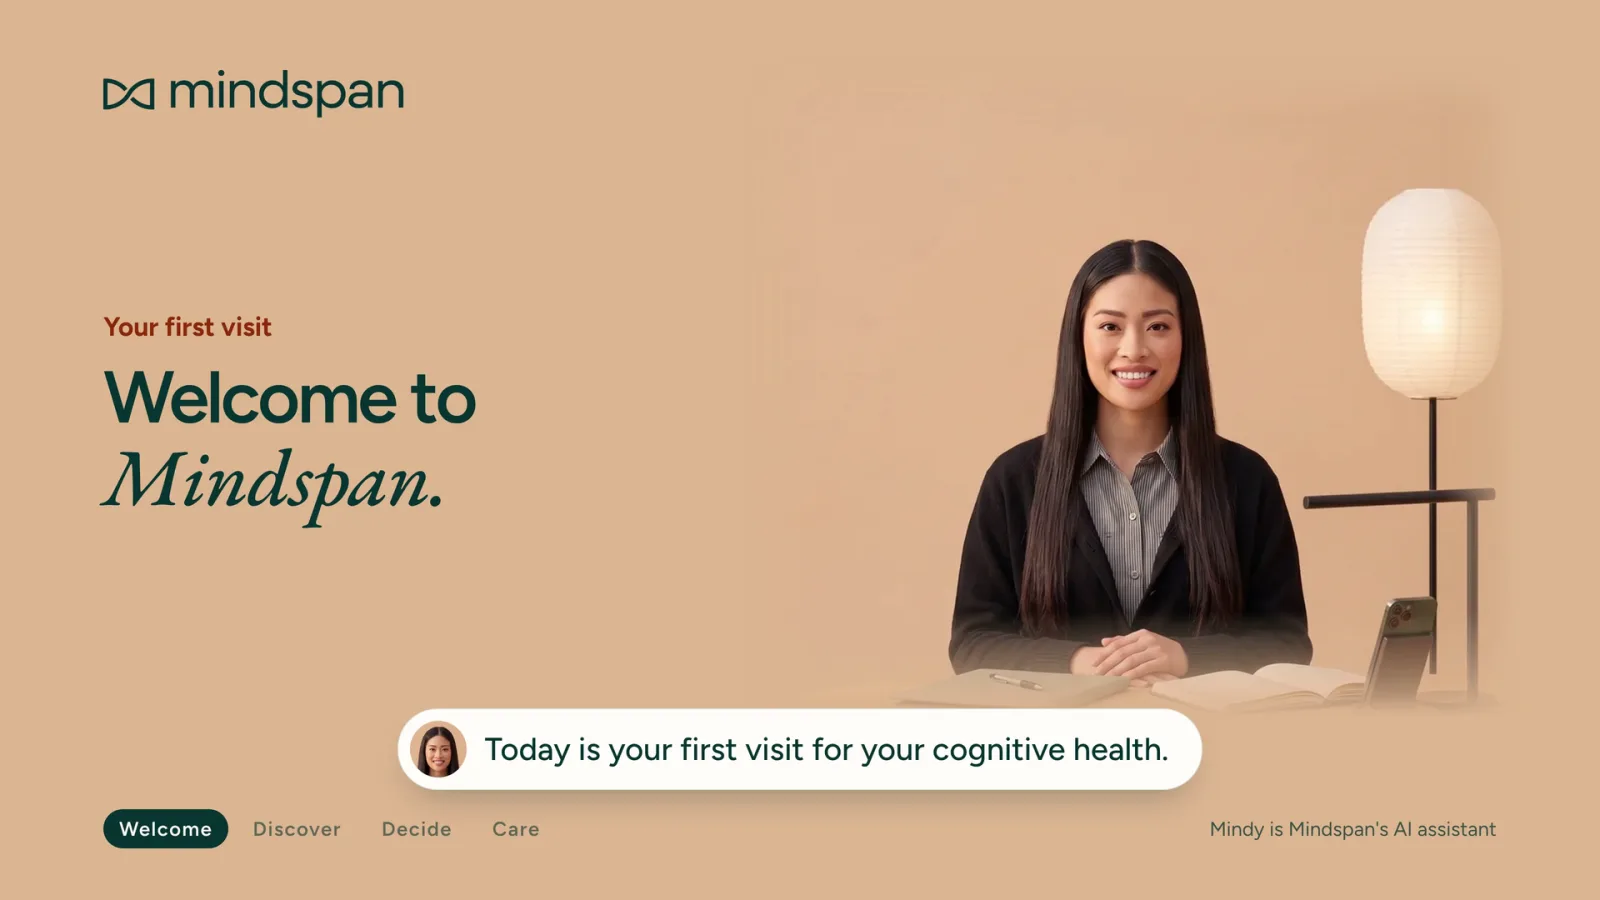 mindspan
Your first visit
Welcome to
Mindspan.
Today is your first visit for your cognitive health.
Welcome
Discover
Decide
Care
Mindy is Mindspan's AI assistant